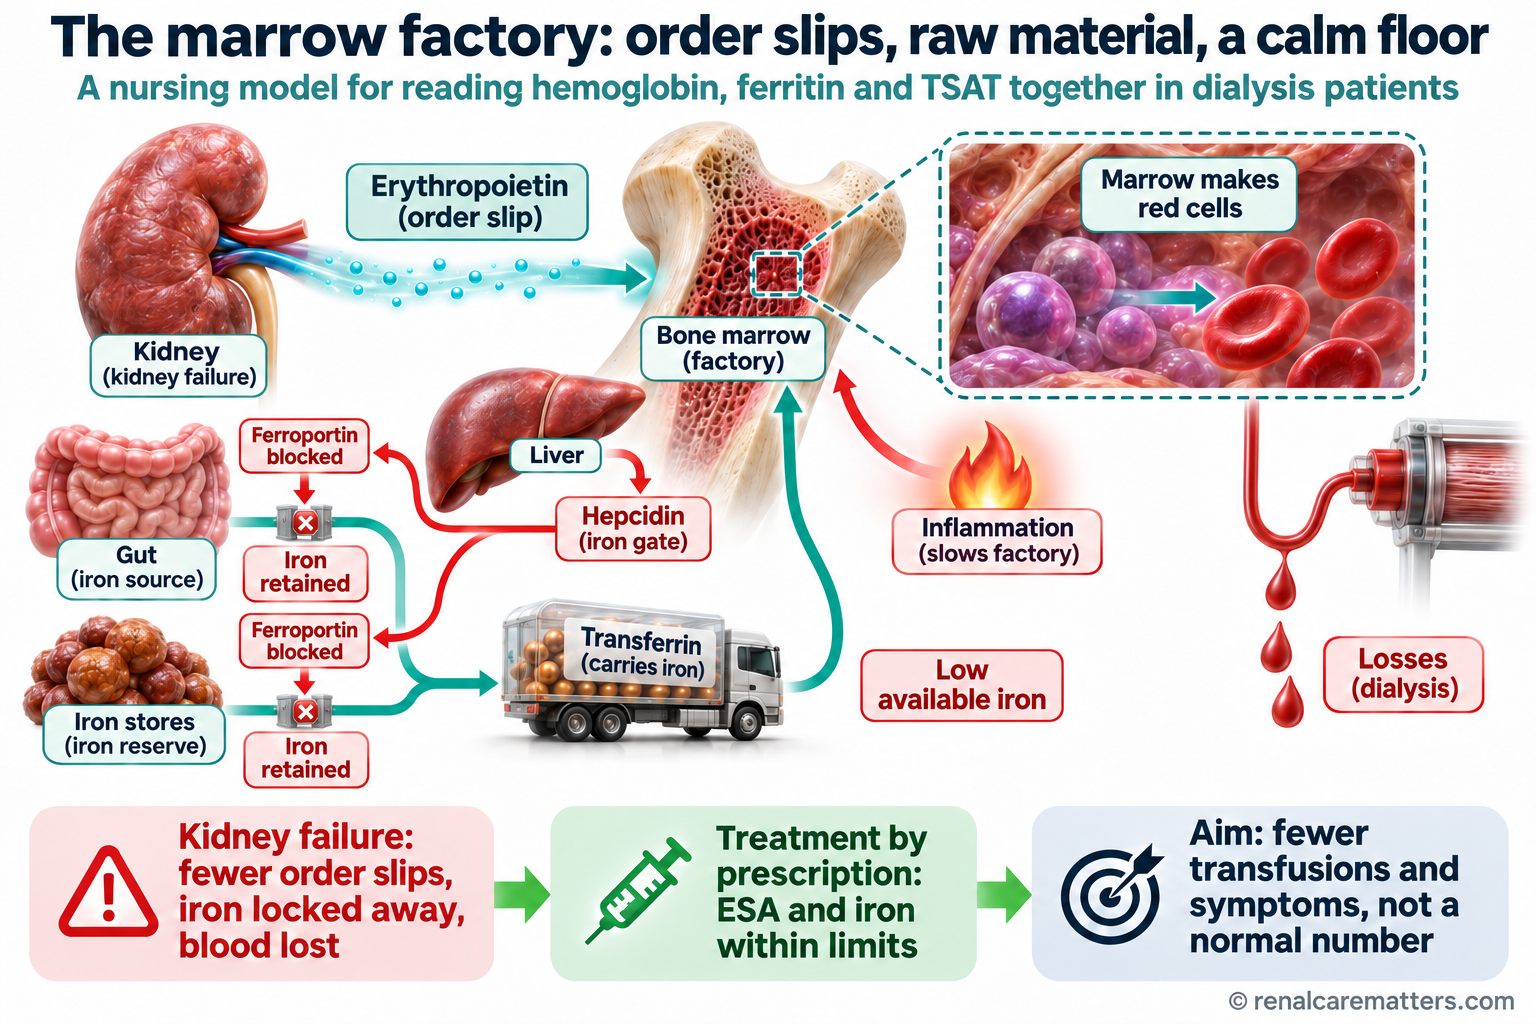 The marrow factory: order slips, raw material, a calm floor
A nursing model for reading hemoglobin, ferritin and TSAT together in dialysis patients
Erythropoietin
(order slip)
Marrow makes
red cells
Kidney
(kidney failure)
Bone marrow
(factory)
Ferroportin
blocked
Liver
Hepcidin
(iron gate)
Inflammation
(slows factory)
Gut
(iron source)
Iron
retained
Ferroportin
blocked
Transferrin
(carries iron)
Low
available iron
Losses
(dialysis)
Iron stores
(iron reserve)
Iron
retained
Kidney failure:
fewer order slips,
iron locked away,
blood lost
Treatment by
prescription:
ESA and iron
within limits
Aim: fewer
transfusions and
symptoms, not a
normal number
© renalcarematters.com